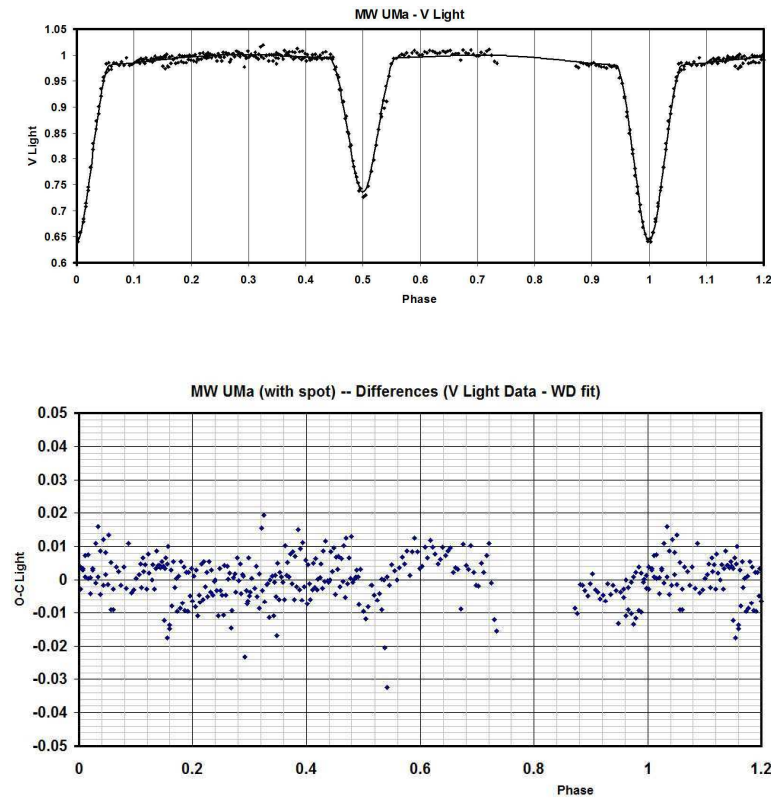 MW UMa - V Light
1.05
1
0.95
0.9
0.85
0.8
0.75
0.7
0.65
0.6
V Light
0 0.1 0.2 0.3 0.4 0.5 0.6 0.7 0.8 0.9 1 1.1 1.2
Phase
MW UMa (with spot) -- Differences (V Light Data - WD fit)
0.05
0.04
0.03
0.02
0.01
0
-0.01
-0.02
-0.03
-0.04
-0.05
O-C Light
0 0.2 0.4 0.6 0.8 1 1.2
Phase